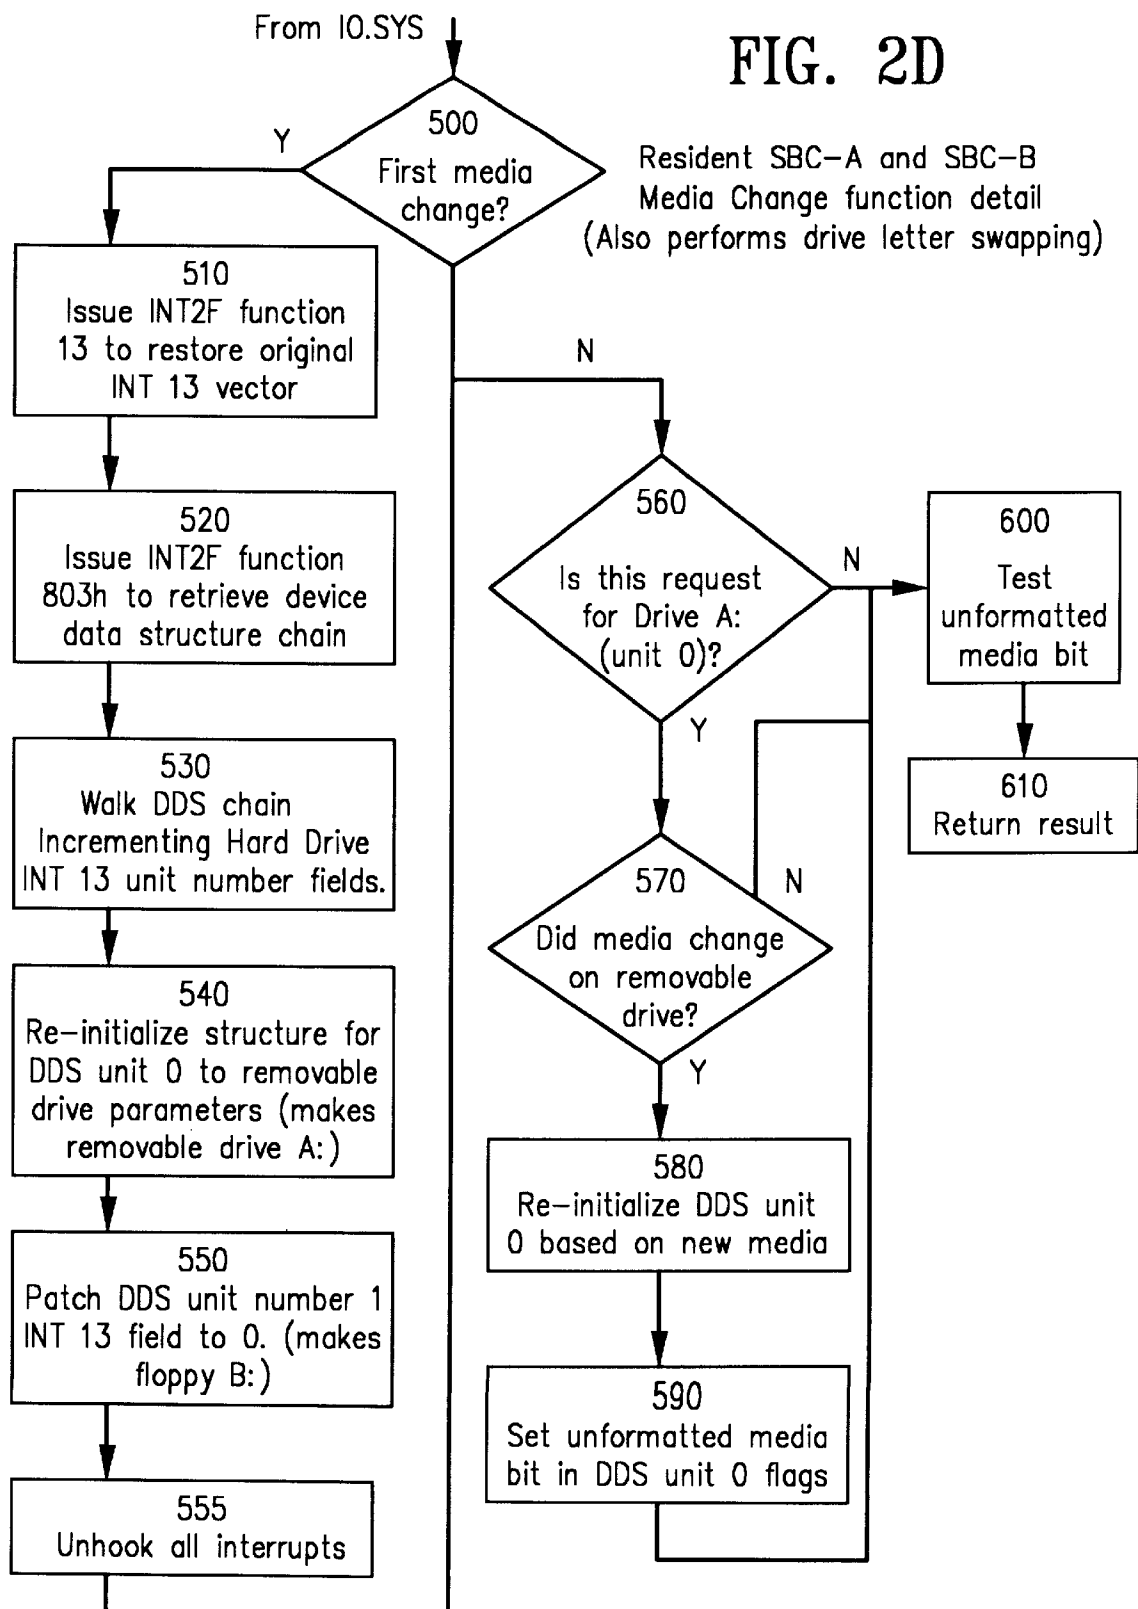 From IO.SYS
FIG. 2D
Resident SBC-A and SBC-B
Media Change function detail
(Also performs drive letter swapping)
500
First media
change?
Y
N
510
Issue INT2F function
13 to restore original
INT 13 vector
520
Issue INT2F function
803h to retrieve device
data structure chain
530
Walk DDS chain
Incrementing Hard Drive
INT 13 unit number fields.
540
Re-initialize structure for
DDS unit 0 to removable
drive parameters (makes
removable drive A:)
550
Patch DDS unit number 1
INT 13 field to 0. (makes
floppy B:)
555
Unhook all interrupts
560
Is this request
for Drive A:
(unit 0)?
N
Y
570
Did media change
on removable
drive?
N
Y
580
Re-initialize DDS unit
0 based on new media
590
Set unformatted media
bit in DDS unit 0 flags
600
Test
unformatted
media bit
610
Return result